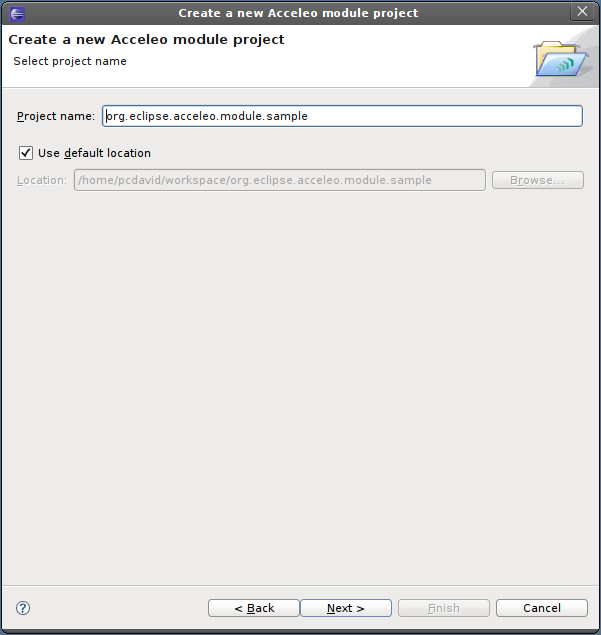 Create a new Acceleo module project
Create a new Acceleo module project
Select project name
Project name: org.eclipse.acceleo.module.sample
Use default location
Location: /home/pcdavid/workspace/org.eclipse.acceleo.module.sample Browse...
? < Back Next > Finish Cancel